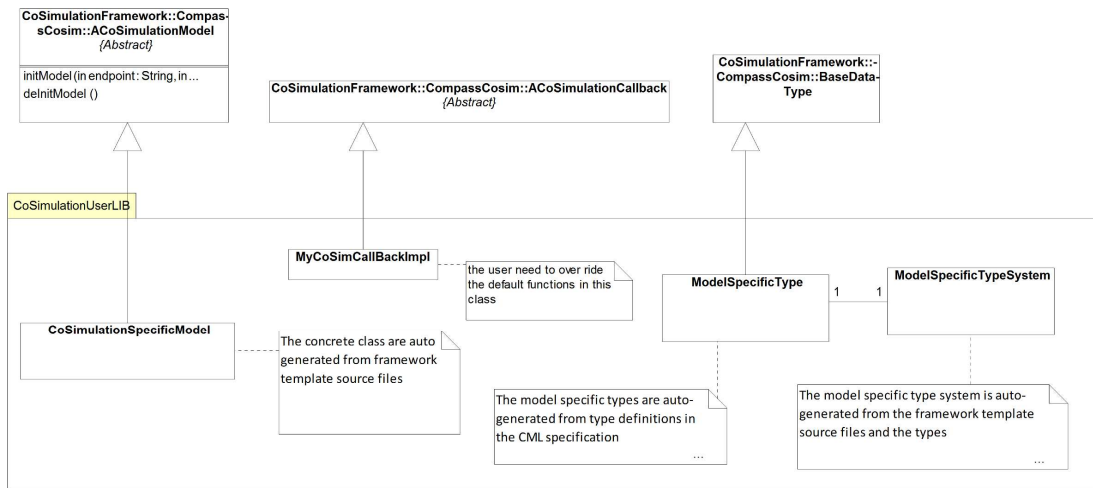 CoSimulationFramework::Compas-
sCosim::ACoSimulationModel
{Abstract}
initModel (in endpoint : String, in ...
deInitModel ()
CoSimulationFramework::CompassCosim::ACoSimulationCallback
{Abstract}
CoSimulationFramework::-
CompassCosim::BaseData-
Type
CoSimulationUserLIB
MyCoSimCallBackImpl
the user need to over ride
the default functions in this
class
ModelSpecificType
1
1
ModelSpecificTypeSystem
CoSimulationSpecificModel
The concrete class are auto
generated from framework
template source files
The model specific types are auto-
generated from type definitions in
the CML specification
...
The model specific type system is auto-
generated from the framework template
source files and the types
...